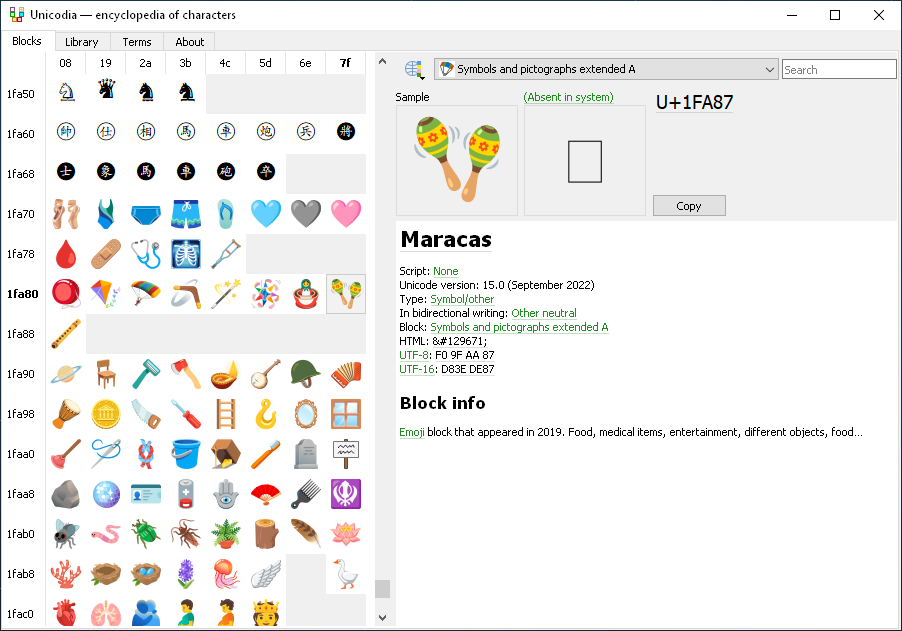 Unicodia — encyclopedia of characters
Blocks Library Terms About
08 19 2a 3b 4c 5d 6e 7f
Symbols and pictographs extended A
Search
1fa50
Sample
(Absent in system)
U+1FA87
1fa60
帥 仕 相 馬 車 炮 兵 將
1fa68
士 象 馬 車 砲 卒
Copy
1fa70
1fa78
1fa80
1fa88
1fa90
1fa98
1faa0
1faa8
1fab0
1fab8
1fac0
Maracas
Script: None
Unicode version: 15.0 (September 2022)
Type: Symbol/other
In bidirectional writing: Other neutral
Block: Symbols and pictographs extended A
HTML: &#129671;
UTF-8: F0 9F AA 87
UTF-16: D83E DE87
Block info
Emoji block that appeared in 2019. Food, medical items, entertainment, different objects, food...